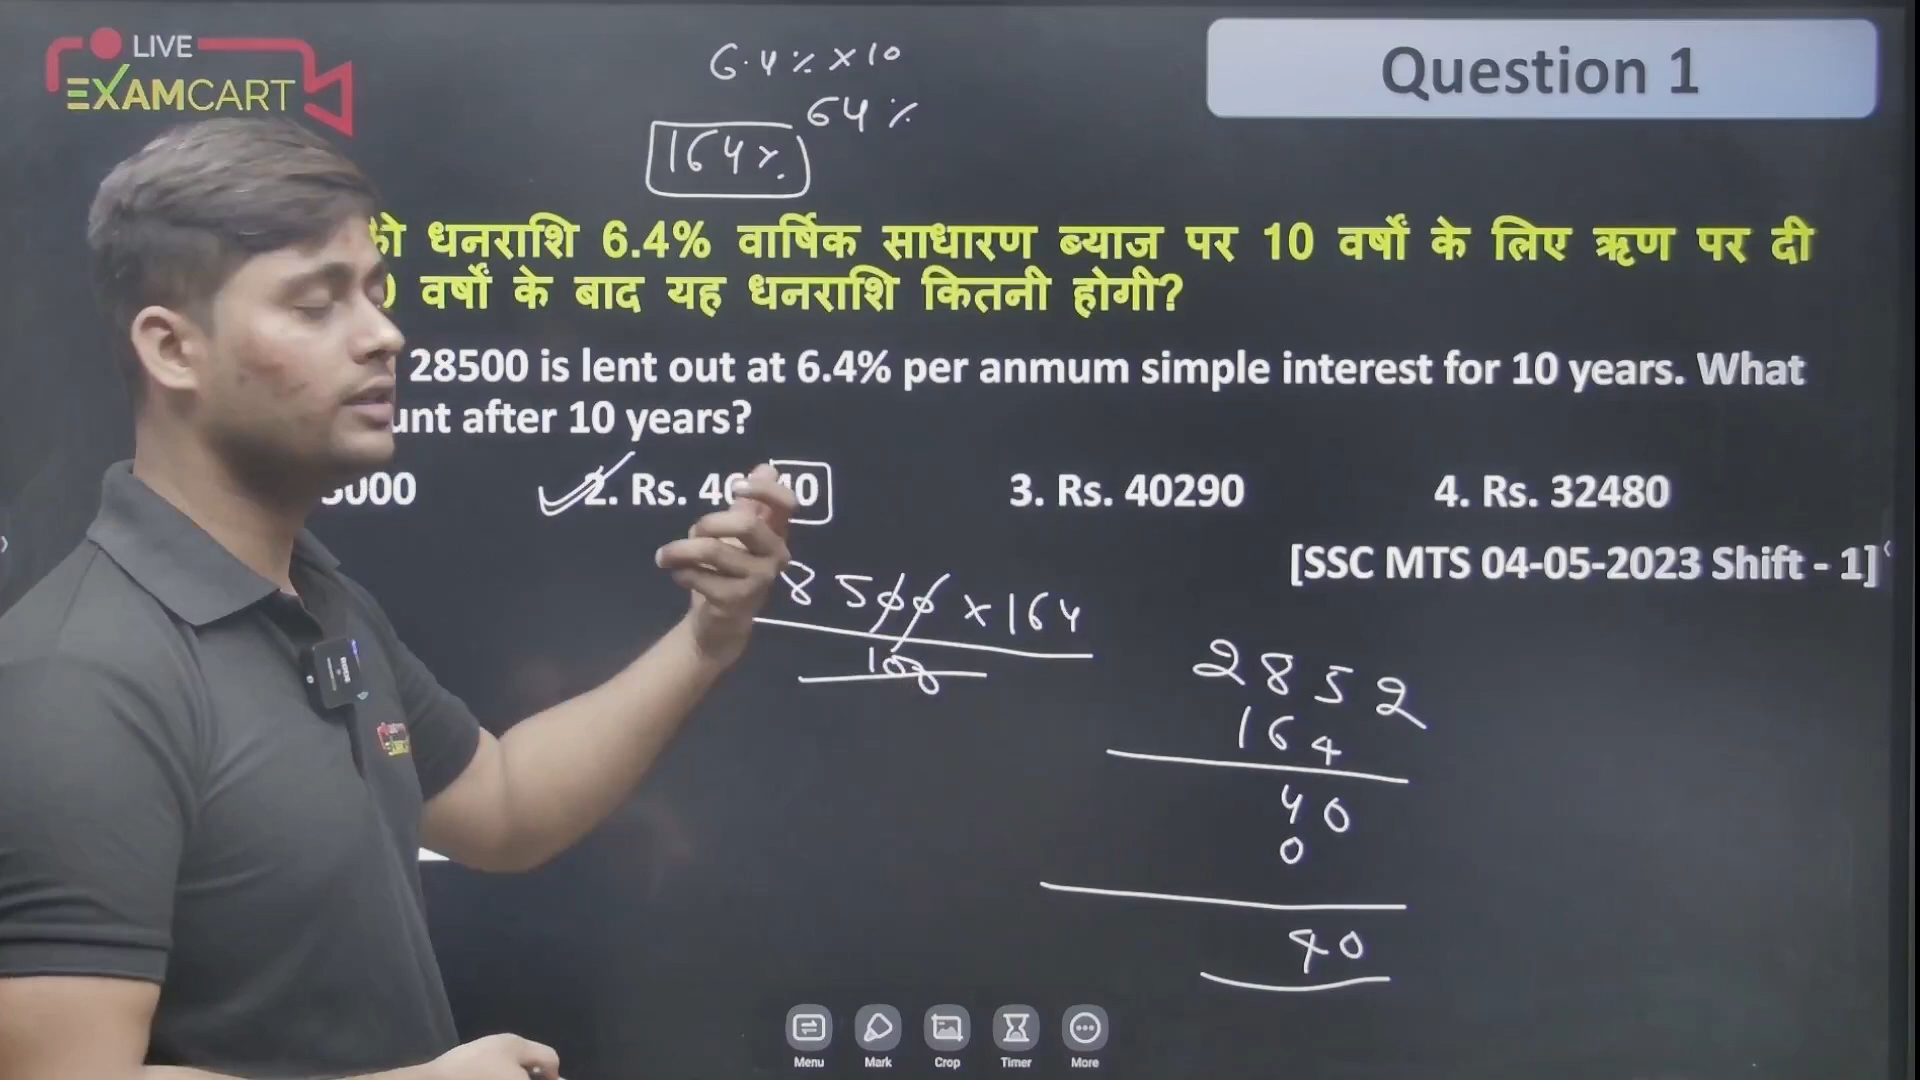 LIVE
EXAMCART
Question 1
6.4% x 10
64%
164%
धनराशि 6.4% वार्षिक साधारण ब्याज पर 10 वर्षों के लिए ऋण पर दी
वर्षों के बाद यह धनराशि कितनी होगी?
28500 is lent out at 6.4% per anmum simple interest for 10 years. What
after 10 years?
2. Rs.
3. Rs. 40290
4. Rs. 32480
[SSC MTS 04-05-2023 Shift - 1]
8500 x 164
100
2852
164
40
0
40
Menu
Mark
Crop
Timer
More